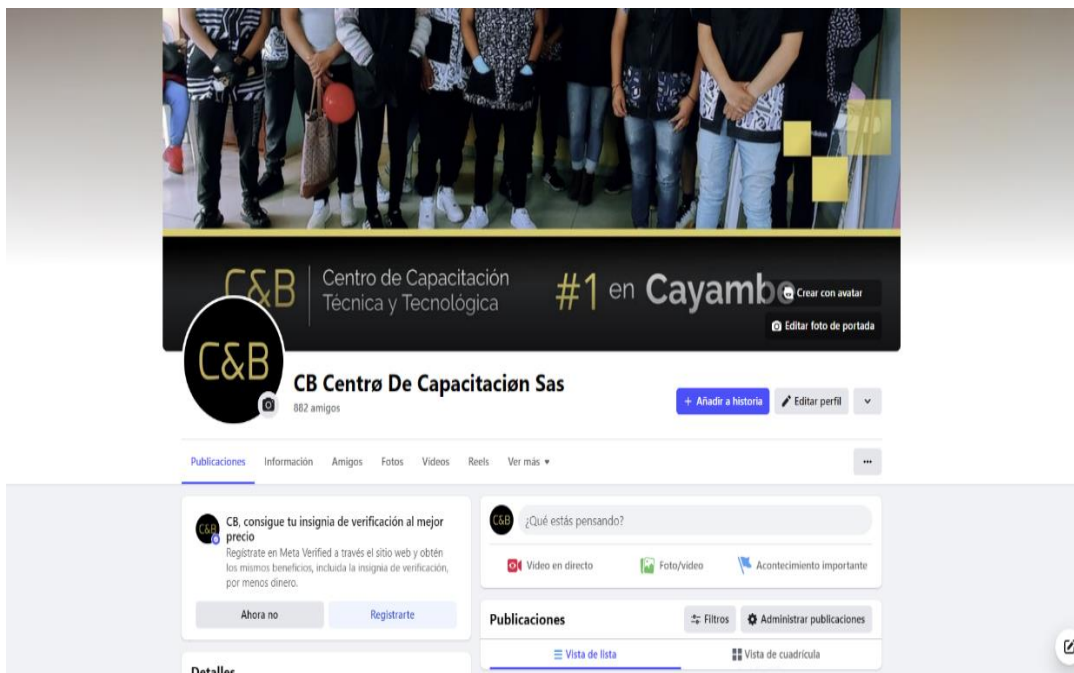 C&B
Centro de Capacitación
Técnica y Tecnológica
#1 en Cayambe
Crear con avatar
Editar foto de portada
C&B
CB Centrø De Capacitaciøn Sas
882 amigos
+ Añadir a historia
Editar perfil
Publicaciones
Información
Amigos
Fotos
Videos
Reels
Ver más
C&B
CB, consigue tu insignia de verificación al mejor
precio
Regístrate en Meta Verified a través el sitio web y obtén
los mismos beneficios, incluida la insignia de verificación,
por menos dinero.
Ahora no
Registrarte
Detalles
C&B
¿Qué estás pensando?
Video en directo
Foto/video
Acontecimiento importante
Publicaciones
Filtros
Administrar publicaciones
Vista de lista
Vista de cuadrícula